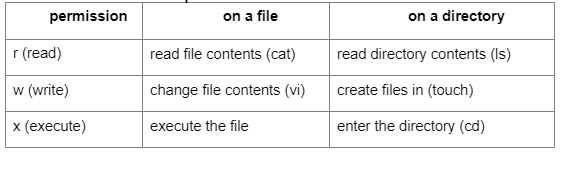 permission on a file on a directory
r (read) read file contents (cat) read directory contents (ls)
w (write) change file contents (vi) create files in (touch)
x (execute) execute the file enter the directory (cd)